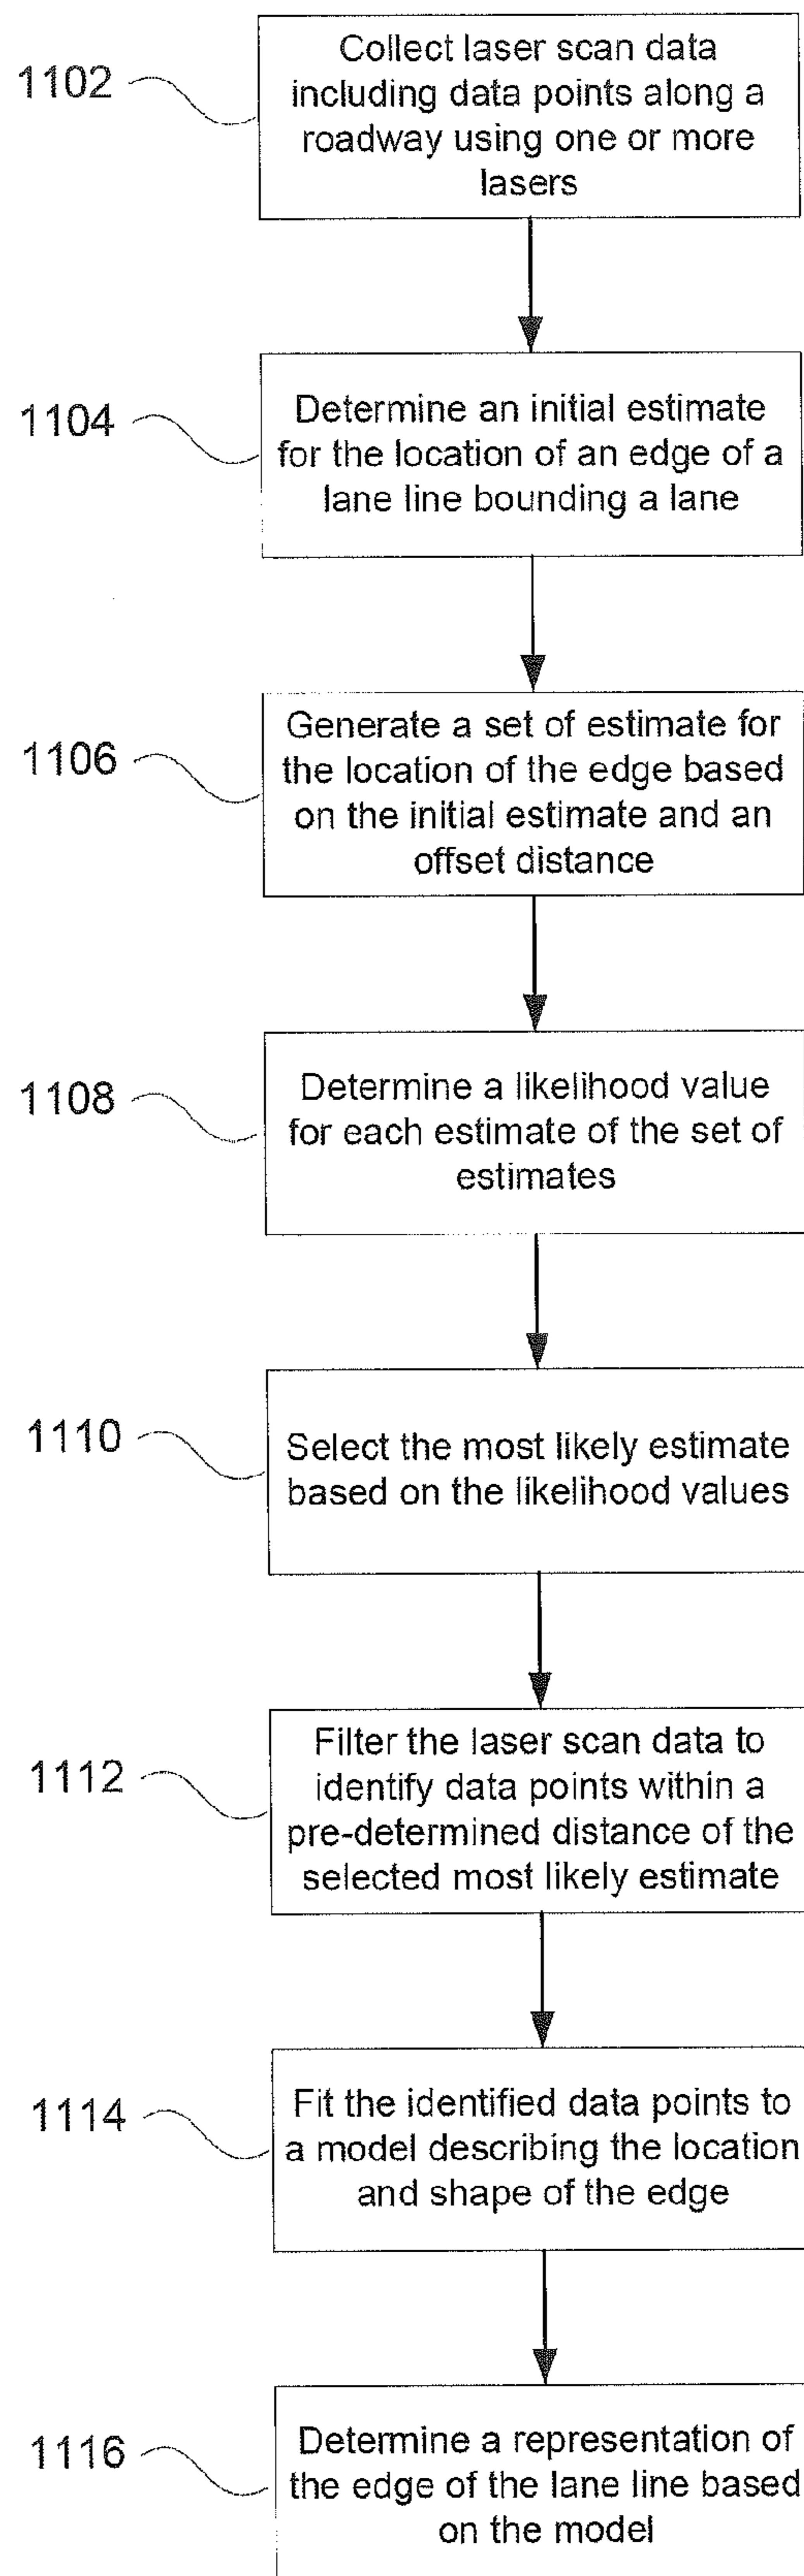 1102
Collect laser scan data
including data points along a
roadway using one or more
lasers
1104
Determine an initial estimate
for the location of an edge of a
lane line bounding a lane
1106
Generate a set of estimate for
the location of the edge based
on the initial estimate and an
offset distance
1108
Determine a likelihood value
for each estimate of the set of
estimates
1110
Select the most likely estimate
based on the likelihood values
1112
Filter the laser scan data to
identify data points within a
pre-determined distance of the
selected most likely estimate
1114
Fit the identified data points to
a model describing the location
and shape of the edge
1116
Determine a representation of
the edge of the lane line based
on the model